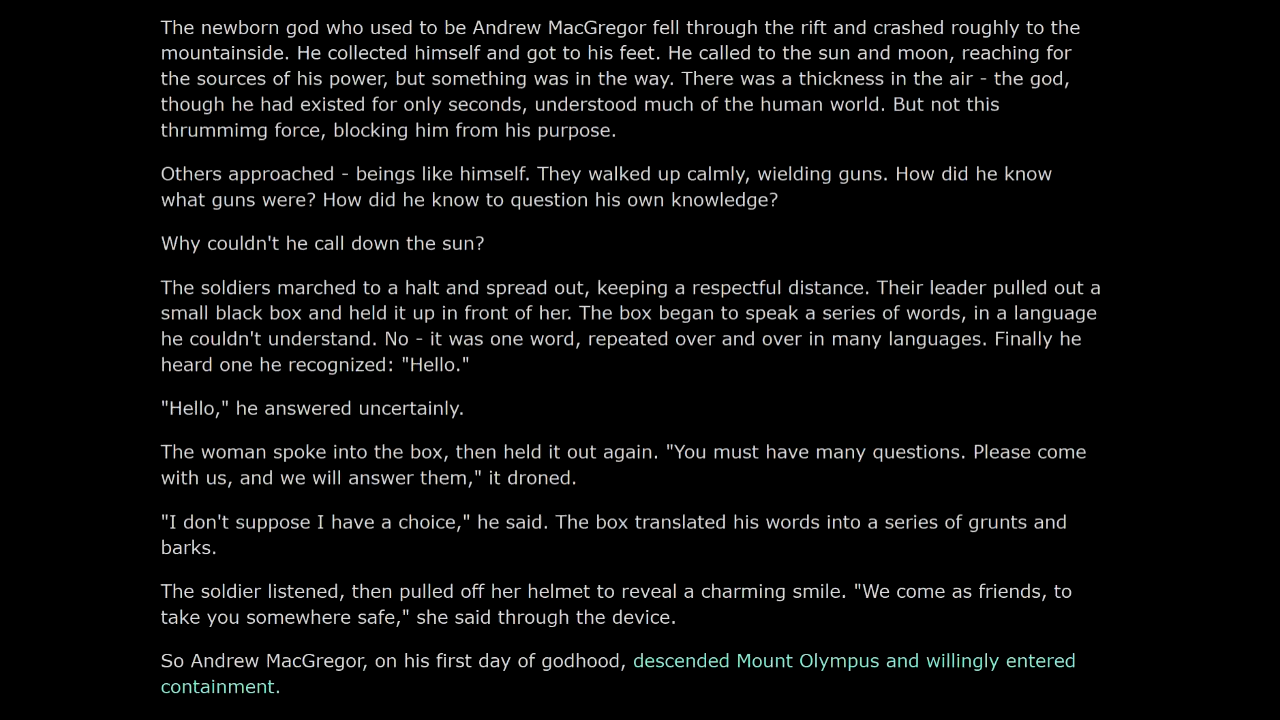 The newborn god who used to be Andrew MacGregor fell through the rift and crashed roughly to the
mountainside. He collected himself and got to his feet. He called to the sun and moon, reaching for
the sources of his power, but something was in the way. There was a thickness in the air - the god,
though he had existed for only seconds, understood much of the human world. But not this
thrummimg force, blocking him from his purpose.
Others approached - beings like himself. They walked up calmly, wielding guns. How did he know
what guns were? How did he know to question his own knowledge?
Why couldn't he call down the sun?
The soldiers marched to a halt and spread out, keeping a respectful distance. Their leader pulled out a
small black box and held it up in front of her. The box began to speak a series of words, in a language
he couldn't understand. No - it was one word, repeated over and over in many languages. Finally he
heard one he recognized: "Hello."
"Hello," he answered uncertainly.
The woman spoke into the box, then held it out again. "You must have many questions. Please come
with us, and we will answer them," it droned.
"I don't suppose I have a choice," he said. The box translated his words into a series of grunts and
barks.
The soldier listened, then pulled off her helmet to reveal a charming smile. "We come as friends, to
take you somewhere safe," she said through the device.
So Andrew MacGregor, on his first day of godhood, descended Mount Olympus and willingly entered
containment.